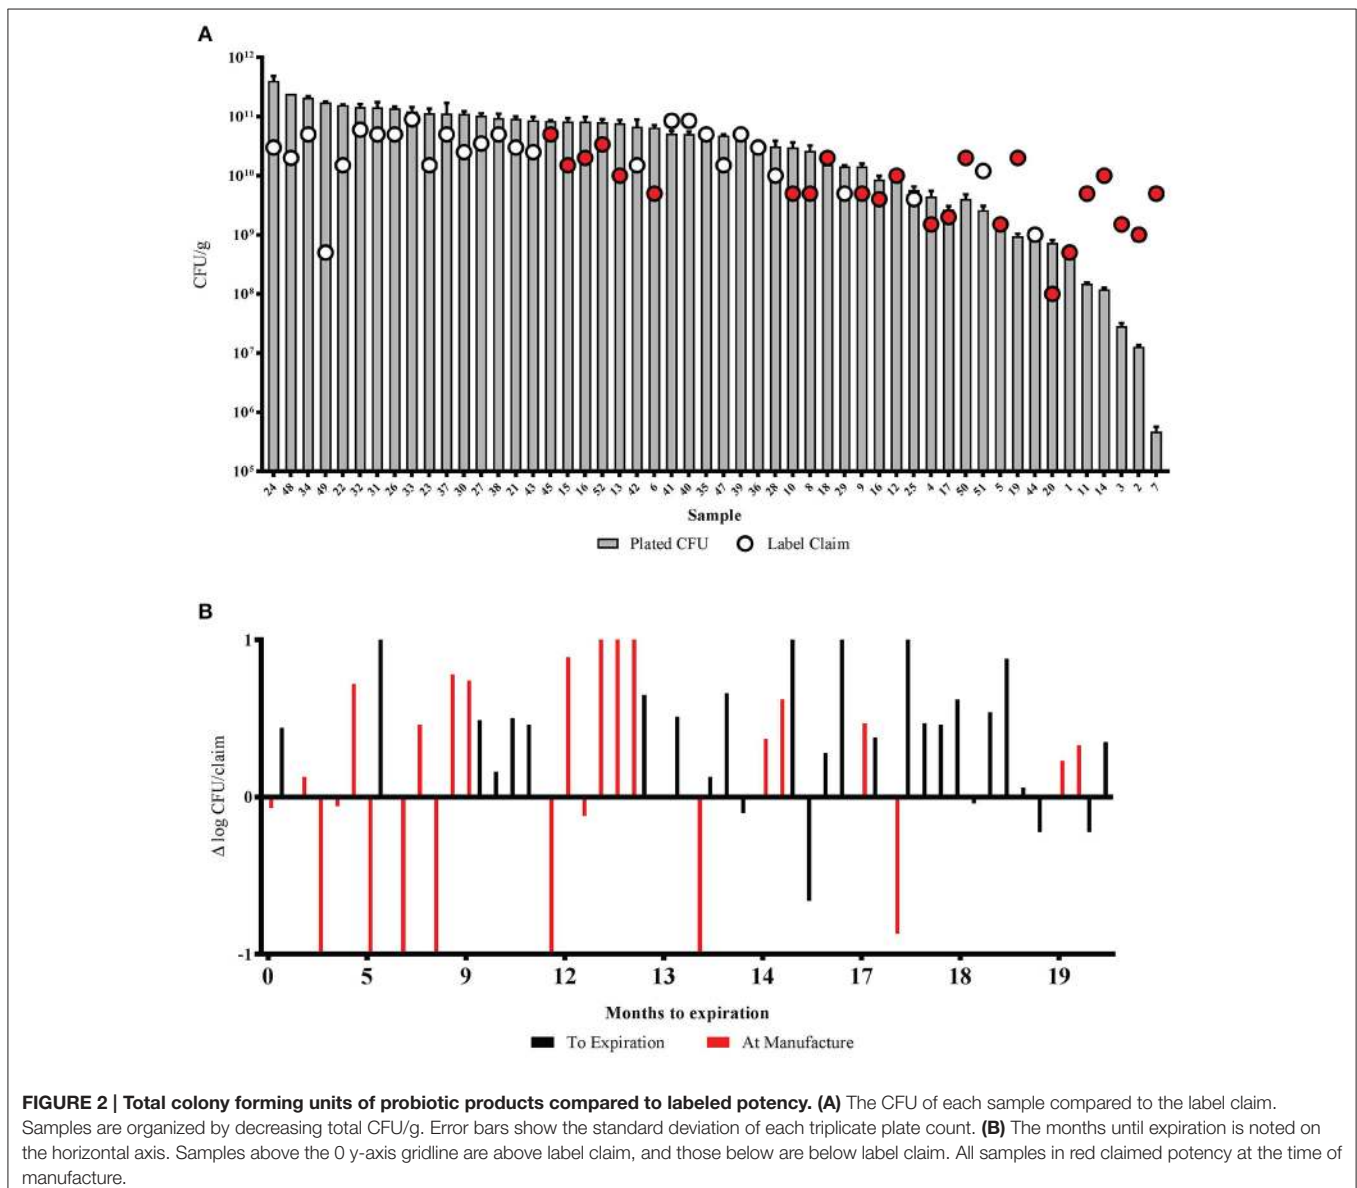 A
10¹²
10¹¹
10¹⁰
10⁹
10⁸
10⁷
10⁶
10⁵
CFU/g
24 48 34 49 22 32 31 26 33 23 37 30 27 38 21 43 45 15 16 52 13 42 6 41 40 35 47 39 36 28 10 8 18 29 9 16 12 25 4 17 50 51 5 19 44 20 1 11 14 3 2 7
Sample
Plated CFU Label Claim
B
1
0
-1
Δ log CFU/claim
0 5 9 12 13 14 17 18 19
Months to expiration
To Expiration At Manufacture
FIGURE 2 | Total colony forming units of probiotic products compared to labeled potency. (A) The CFU of each sample compared to the label claim.
Samples are organized by decreasing total CFU/g. Error bars show the standard deviation of each triplicate plate count. (B) The months until expiration is noted on
the horizontal axis. Samples above the 0 y-axis gridline are above label claim, and those below are below label claim. All samples in red claimed potency at the time of
manufacture.